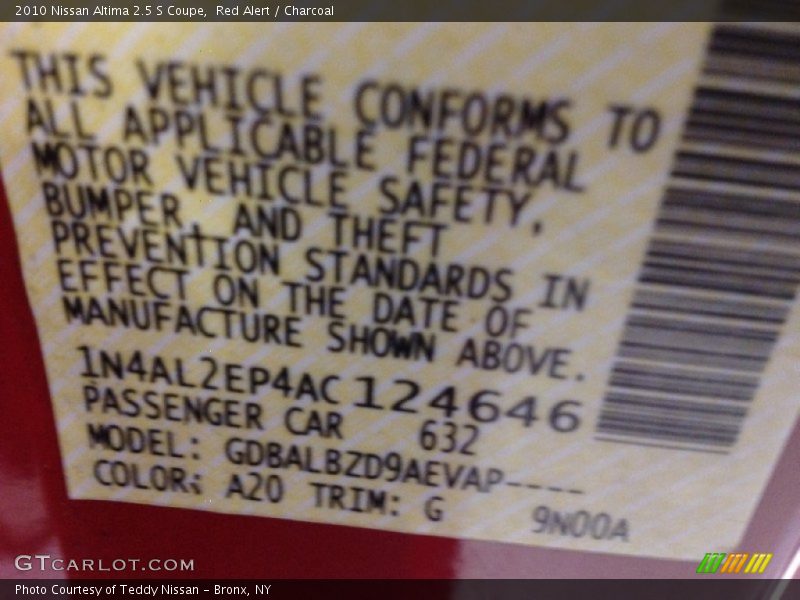 2010 Nissan Altima 2.5 S Coupe,  Red Alert / Charcoal
THIS VEHICLE CONFORMS TO
ALL APPLICABLE FEDERAL
MOTOR VEHICLE SAFETY,
BUMPER, AND THEFT
PREVENTION STANDARDS IN
EFFECT ON THE DATE OF
MANUFACTURE SHOWN ABOVE.
1N4AL2EP4AC124646
PASSENGER CAR 632
MODEL: GDBALBZD9AEVAP----
COLOR: A20 TRIM: G 9N00A
GTCARLOT.COM
Photo Courtesy of Teddy Nissan - Bronx, NY